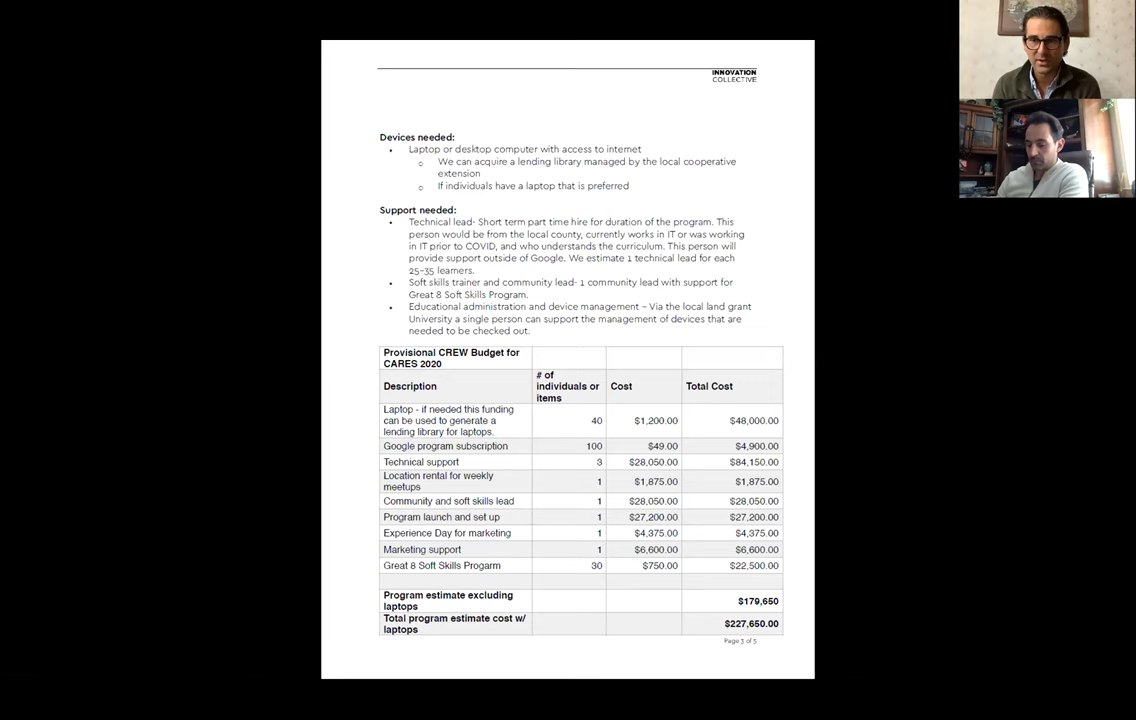 INNOVATION
COLLECTIVE
Devices needed:
• Laptop or desktop computer with access to internet
o We can acquire a lending library managed by the local cooperative
extension
o If individuals have a laptop that is preferred
Support needed:
• Technical lead- Short term part time hire for duration of the program. This
person would be from the local county, currently works in IT or was working
in IT prior to COVID, and who understands the curriculum. This person will
provide support outside of Google. We estimate 1 technical lead for each
25-35 learners.
• Soft skills trainer and community lead- 1 community lead with support for
Great 8 Soft Skills Program.
• Educational administration and device management – Via the local land grant
University a single person can support the management of devices that are
needed to be checked out.
Provisional CREW Budget for
CARES 2020
Description
# of
individuals or
items
Cost
Total Cost
Laptop - if needed this funding
can be used to generate a
lending library for laptops.
40 $1,200.00 $48,000.00
Google program subscription 100 $49.00 $4,900.00
Technical support 3 $28,050.00 $84,150.00
Location rental for weekly
meetups
1 $1,875.00 $1,875.00
Community and soft skills lead 1 $28,050.00 $28,050.00
Program launch and set up 1 $27,200.00 $27,200.00
Experience Day for marketing 1 $4,375.00 $4,375.00
Marketing support 1 $6,600.00 $6,600.00
Great 8 Soft Skills Progarm 30 $750.00 $22,500.00
Program estimate excluding
laptops
$179,650
Total program estimate cost w/
laptops
$227,650.00
Page 3 of 5